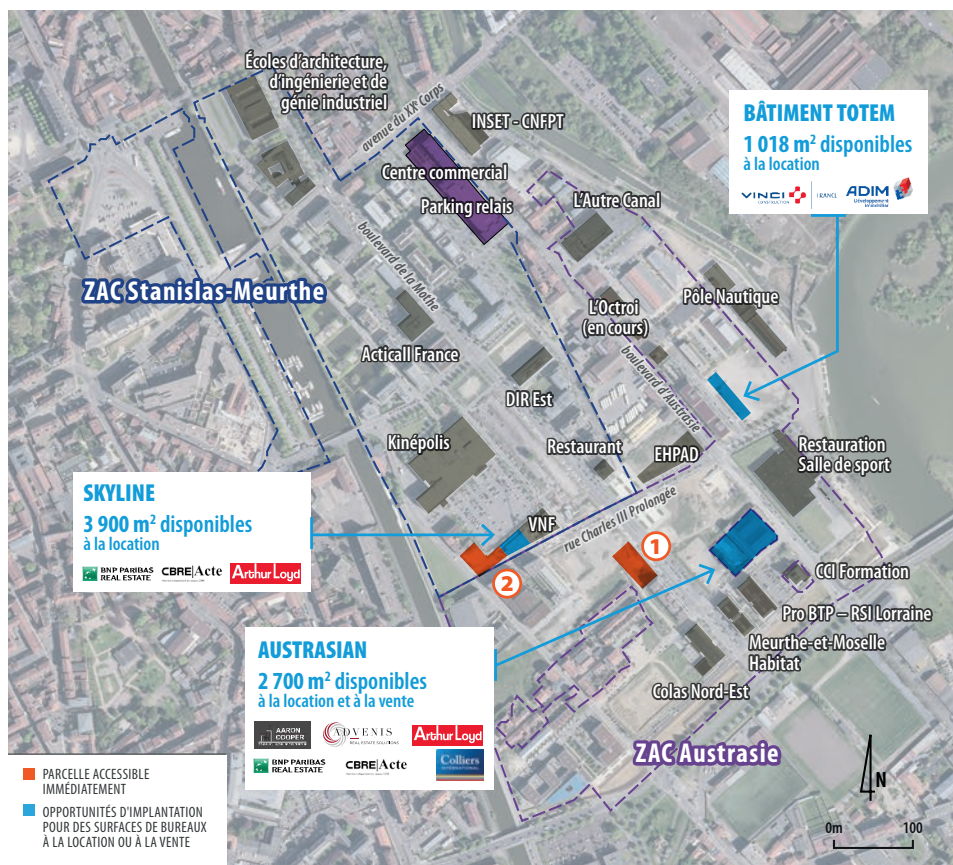 Écoles d'architecture,
d'ingénierie et de
génie industriel
avenue du XXᵉ Corps
INSET - CNFPT
Centre commercial
Parking relais
BÂTIMENT TOTEM
1 018 m² disponibles
à la location
VINCI
CONSTRUCTION
FRANCE
ADIM
Développement
immobilier
L'Autre Canal
boulevard de la Mothe
ZAC Stanislas-Meurthe
Pôle Nautique
L'Octroi
(en cours)
boulevard d'Austrasie
Acticall France
DIR Est
Kinépolis
Restaurant
EHPAD
Restauration
Salle de sport
SKYLINE
3 900 m² disponibles
à la location
BNP PARIBAS
REAL ESTATE
CBRE|Acte
Arthur Loyd
VNF
rue Charles III Prolongée
1
2
CCI Formation
Pro BTP – RSI Lorraine
Meurthe-et-Moselle
Habitat
Colas Nord-Est
AUSTRASIAN
2 700 m² disponibles
à la location et à la vente
AARON
COOPER
ADVENIS
REAL ESTATE SOLUTIONS
Arthur Loyd
BNP PARIBAS
REAL ESTATE
CBRE|Acte
Colliers
INTERNATIONAL
ZAC Austrasie
N
0m 100
PARCELLE ACCESSIBLE
IMMÉDIATEMENT
OPPORTUNITÉS D'IMPLANTATION
POUR DES SURFACES DE BUREAUX
À LA LOCATION OU À LA VENTE